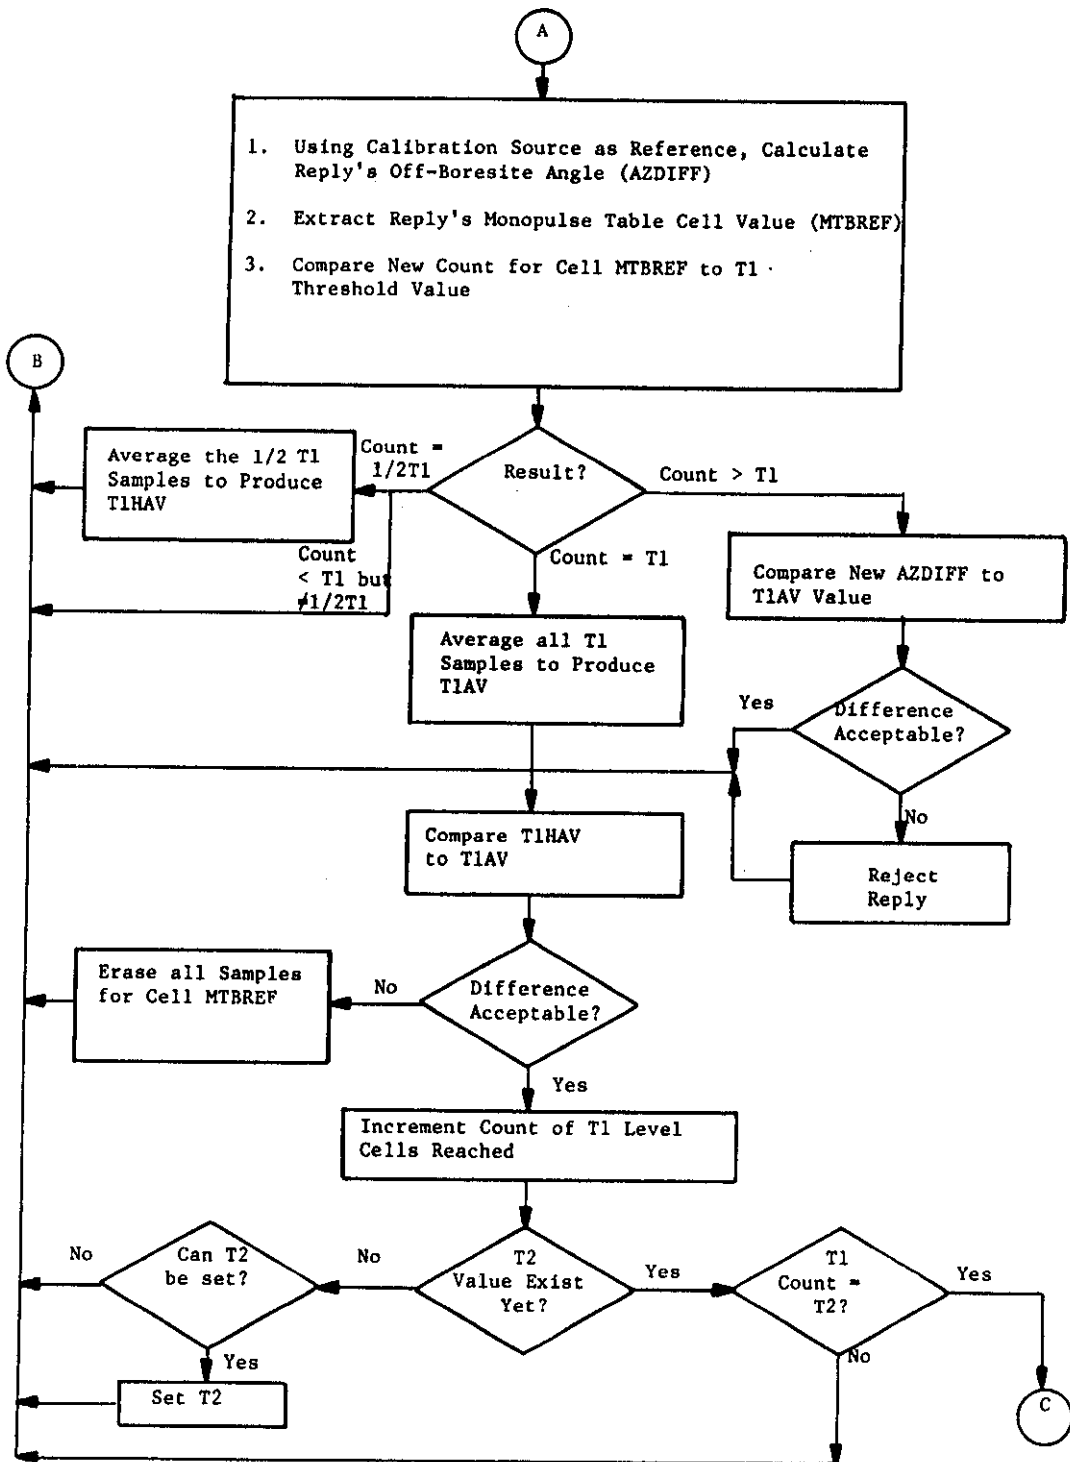 A
1. Using Calibration Source as Reference, Calculate
Reply's Off-Boresite Angle (AZDIFF)
2. Extract Reply's Monopulse Table Cell Value (MTBREF)
3. Compare New Count for Cell MTBREF to T1
Threshold Value
B
Average the 1/2 T1
Samples to Produce
T1HAV
Count =
1/2T1
Result?
Count > T1
Count
< T1 but
≠1/2T1
Count = T1
Compare New AZDIFF to
T1AV Value
Average all T1
Samples to Produce
T1AV
Yes
Difference
Acceptable?
No
Compare T1HAV
to T1AV
Reject
Reply
Erase all Samples
for Cell MTBREF
No
Difference
Acceptable?
Yes
Increment Count of T1 Level
Cells Reached
No
Can T2
be set?
No
T2
Value Exist
Yet?
Yes
T1
Count =
T2?
Yes
Yes
No
Set T2
C